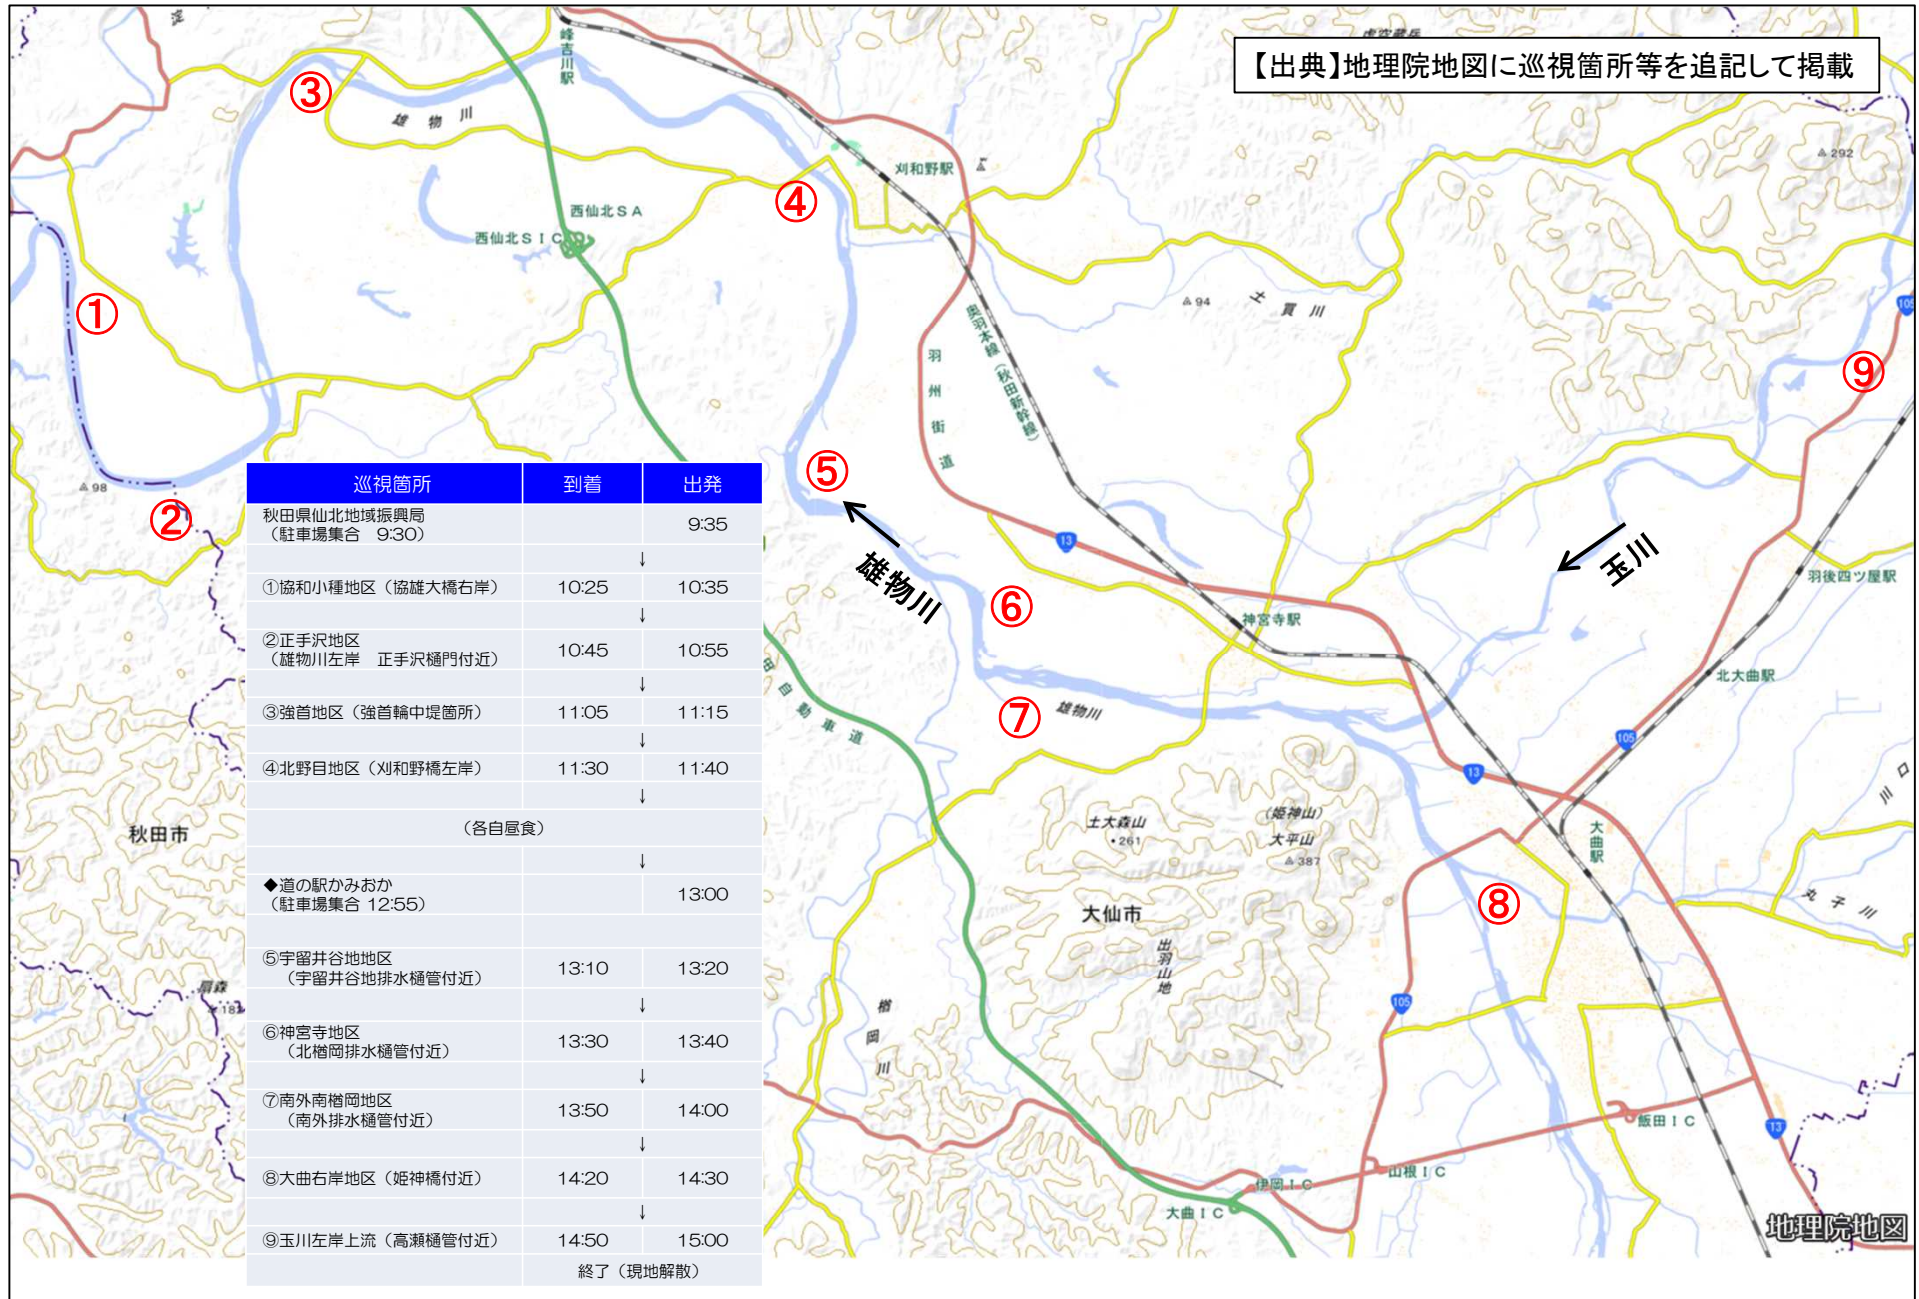 【出典】地理院地図に巡視箇所等を追記して掲載
峰吉川駅
③
雄物川
刈和野駅
④
西仙北SA
西仙北SIC
292
①
94
土買川
105
⑨
羽州街道
奥羽本線(秋田新幹線)
98
②
⑤
13
雄物川
玉川
⑥
羽後四ツ屋駅
神宮寺駅
北大曲駅
⑦
雄物川
105
13
田自動車道
巡視箇所 到着 出発
秋田県仙北地域振興局
(駐車場集合 9:30) 9:35
↓
①協和小種地区(協雄大橋右岸) 10:25 10:35
↓
②正手沢地区
(雄物川左岸 正手沢樋門付近) 10:45 10:55
↓
③強首地区(強首輪中堤箇所) 11:05 11:15
↓
④北野目地区(刈和野橋左岸) 11:30 11:40
↓
(各自昼食)
↓
◆道の駅かみおか
(駐車場集合 12:55) 13:00
⑤宇留井谷地地区
(宇留井谷地排水樋管付近) 13:10 13:20
↓
⑥神宮寺地区
(北楢岡排水樋管付近) 13:30 13:40
↓
⑦南外南楢岡地区
(南外排水樋管付近) 13:50 14:00
↓
⑧大曲右岸地区(姫神橋付近) 14:20 14:30
↓
⑨玉川左岸上流(高瀬樋管付近) 14:50 15:00
終了(現地解散)
秋田市
土大森山
261
(姫神山)
大平山
387
大曲駅
川口
⑧
丸子川
大仙市
出羽山地
楢岡川
105
飯田IC
13
山根IC
伊岡IC
大曲IC
地理院地図